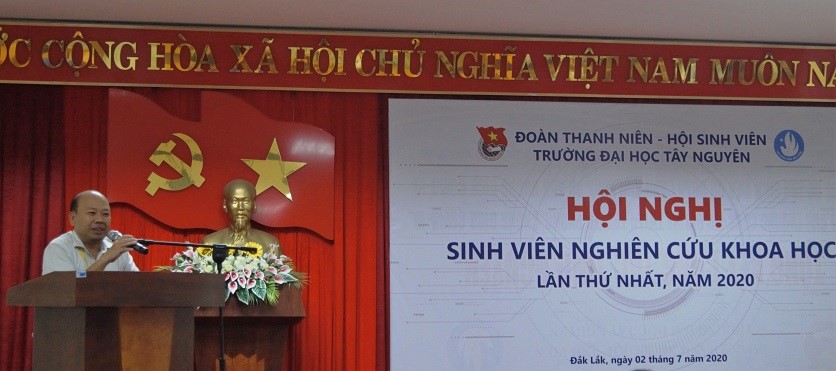 ỚC CỘNG HÒA XÃ HỘI CHỦ NGHĨA VIỆT NAM MUÔN NĂ
ĐOÀN THANH NIÊN - HỘI SINH VIÊN
TRƯỜNG ĐẠI HỌC TÂY NGUYÊN
HỘI NGHỊ
SINH VIÊN NGHIÊN CỨU KHOA HỌC
LẦN THỨ NHẤT, NĂM 2020
Đắk Lắk, ngày 02 tháng 7 năm 2020